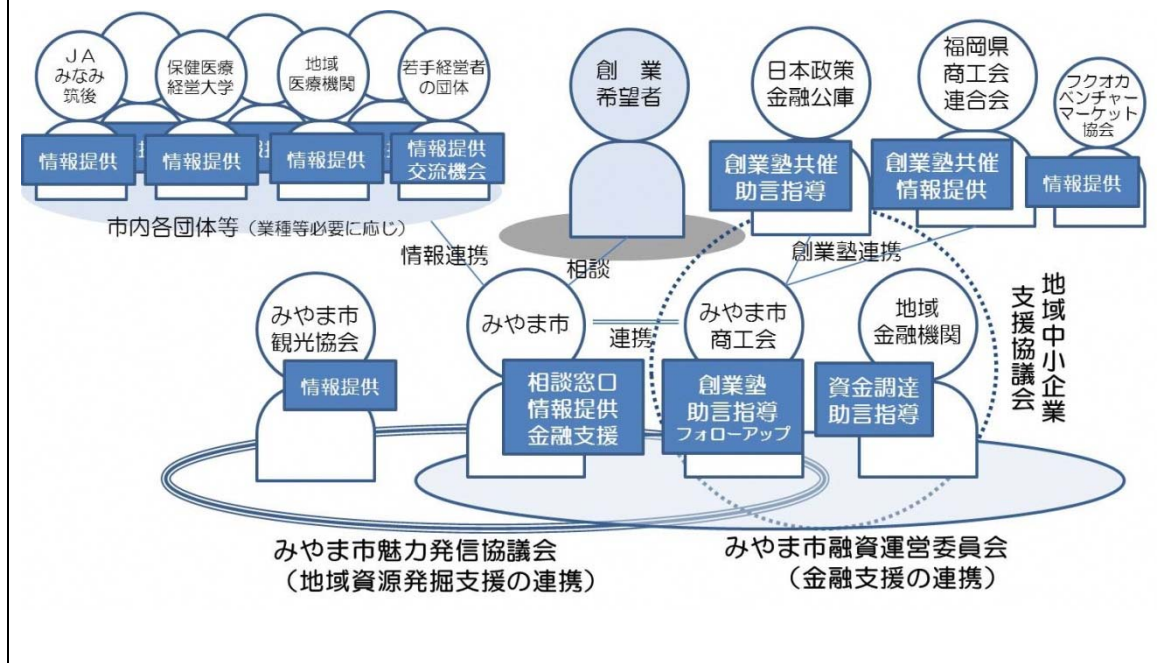 JA
みなみ
筑後
保健医療
経営大学
地域
医療機関
若手経営者
の団体
情報提供
情報提供
情報提供
情報提供
交流機会
市内各団体等（業種等必要に応じ）
創　業
希望者
日本政策
金融公庫
創業塾共催
助言指導
福岡県
商工会
連合会
創業塾共催
情報提供
フクオカ
ベンチャー
マーケット
協会
情報提供
情報連携
相談
創業塾連携
みやま市
観光協会
情報提供
みやま市
相談窓口
情報提供
金融支援
連携
みやま市
商工会
創業塾
助言指導
フォローアップ
地域
金融機関
資金調達
助言指導
地域中小企業
支援協議会
みやま市魅力発信協議会
（地域資源発掘支援の連携）
みやま市融資運営委員会
（金融支援の連携）